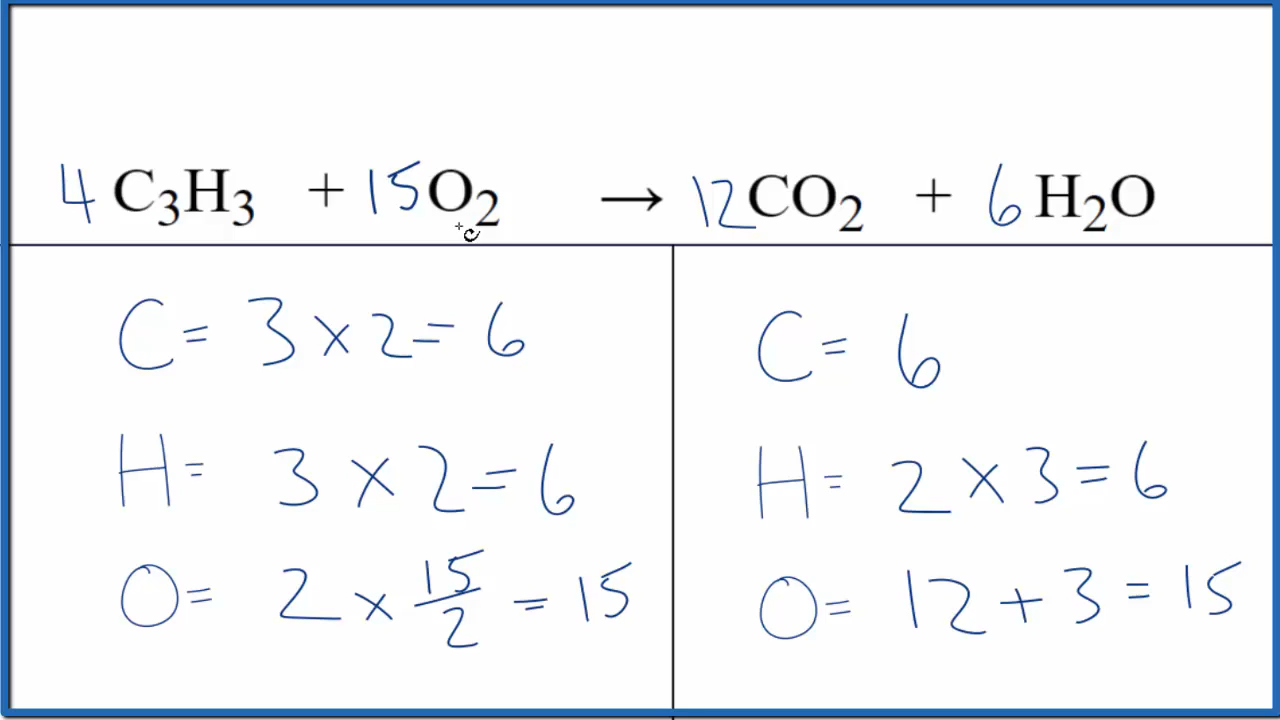 4 C₃H₃ + 15 O₂ → 12 CO₂ + 6 H₂O
C = 3 × 2 = 6
H = 3 × 2 = 6
O = 2 × 15/2 = 15
C = 6
H = 2 × 3 = 6
O = 12 + 3 = 15